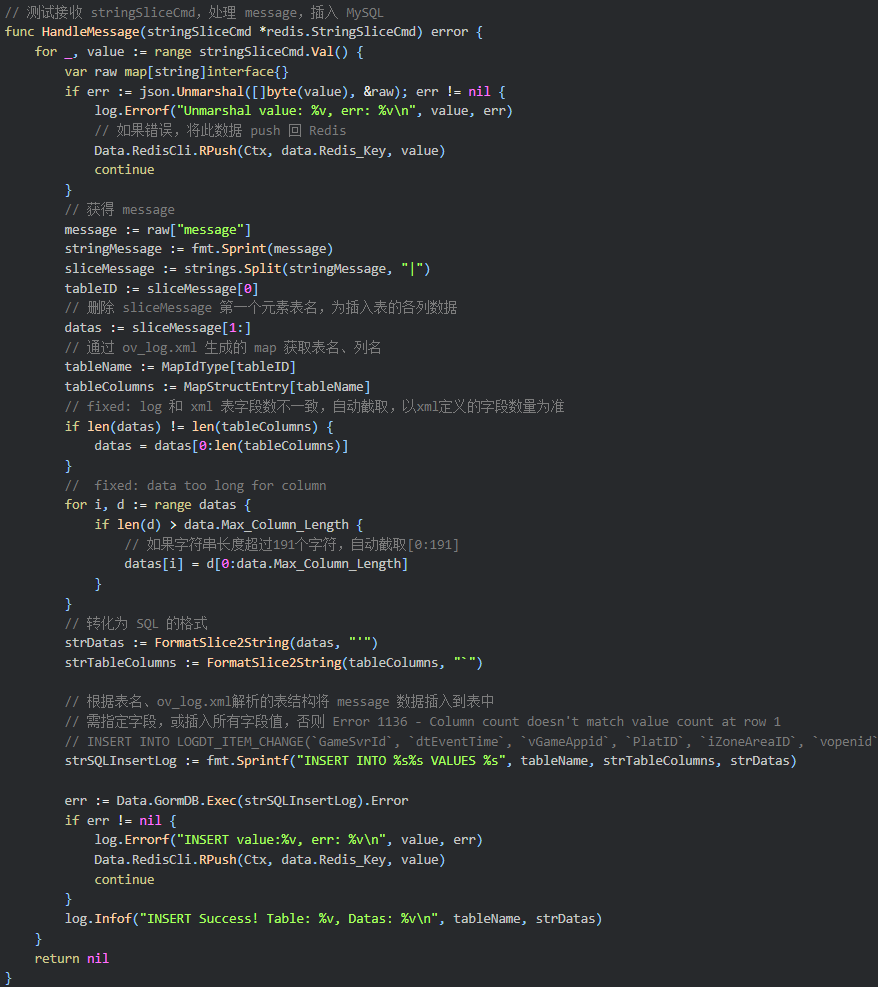 // 测试接收 stringSliceCmd，处理 message，插入 MySQL
func HandleMessage(stringSliceCmd *redis.StringSliceCmd) error {
    for _, value := range stringSliceCmd.Val() {
        var raw map[string]interface{}
        if err := json.Unmarshal([]byte(value), &raw); err != nil {
            log.Errorf("Unmarshal value: %v, err: %v\n", value, err)
            // 如果错误，将此数据 push 回 Redis
            Data.RedisCli.RPush(Ctx, data.Redis_Key, value)
            continue
        }
        // 获得 message
        message := raw["message"]
        stringMessage := fmt.Sprint(message)
        sliceMessage := strings.Split(stringMessage, "|")
        tableID := sliceMessage[0]
        // 删除 sliceMessage 第一个元素表名，为插入表的各列数据
        datas := sliceMessage[1:]
        // 通过 ov_log.xml 生成的 map 获取表名、列名
        tableName := MapIdType[tableID]
        tableColumns := MapStructEntry[tableName]
        // fixed: log 和 xml 表字段数不一致，自动截取，以xml定义的字段数量为准
        if len(datas) != len(tableColumns) {
            datas = datas[0:len(tableColumns)]
        }
        //  fixed: data too long for column
        for i, d := range datas {
            if len(d) > data.Max_Column_Length {
                // 如果字符串长度超过191个字符，自动截取[0:191]
                datas[i] = d[0:data.Max_Column_Length]
            }
        }
        // 转化为 SQL 的格式
        strDatas := FormatSlice2String(datas, "'")
        strTableColumns := FormatSlice2String(tableColumns, "`")

        // 根据表名、ov_log.xml解析的表结构将 message 数据插入到表中
        // 需指定字段，或插入所有字段值，否则 Error 1136 - Column count doesn't match value count at row 1
        // INSERT INTO LOGDT_ITEM_CHANGE(`GameSvrId`, `dtEventTime`, `vGameAppid`, `PlatID`, `iZoneAreaID`, `vopenid`
        strSQLInsertLog := fmt.Sprintf("INSERT INTO %s%s VALUES %s", tableName, strTableColumns, strDatas)

        err := Data.GormDB.Exec(strSQLInsertLog).Error
        if err != nil {
            log.Errorf("INSERT value:%v, err: %v\n", value, err)
            Data.RedisCli.RPush(Ctx, data.Redis_Key, value)
            continue
        }
        log.Infof("INSERT Success! Table: %v, Datas: %v\n", tableName, strDatas)
    }
    return nil
}